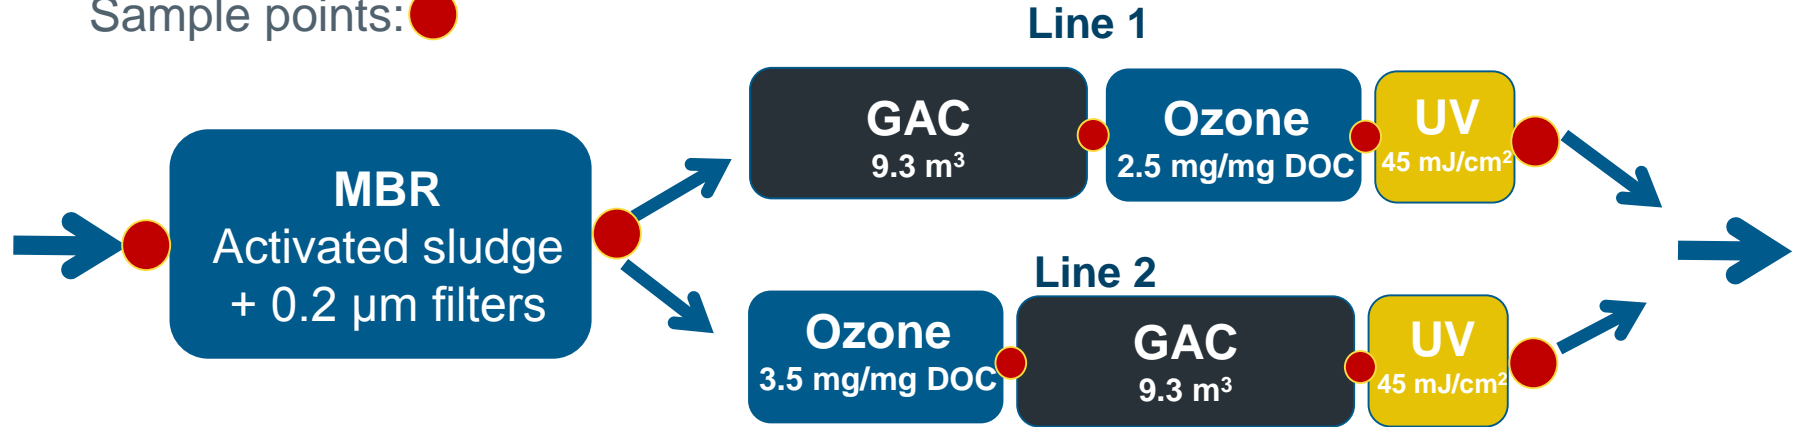 Sample points:
Line 1
MBR
Activated sludge
+ 0.2 µm filters
GAC
9.3 m³
Ozone
2.5 mg/mg DOC
UV
45 mJ/cm²
Line 2
Ozone
3.5 mg/mg DOC
GAC
9.3 m³
UV
45 mJ/cm²